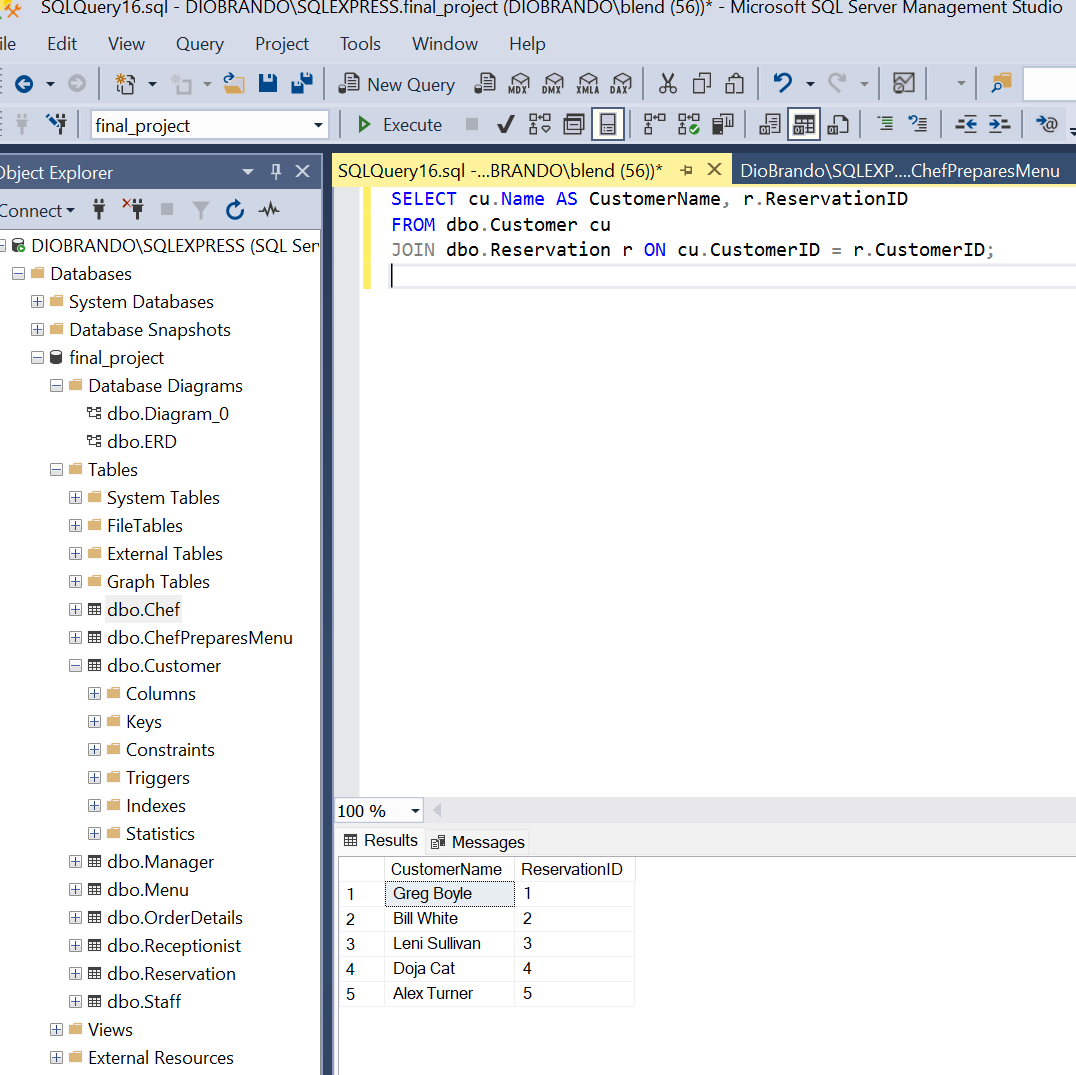 SQLQuery16.sql - DIOBRANDO\SQLEXPRESS.final_project (DIOBRANDO\blend (56))* - Microsoft SQL Server Management Studio
ile Edit View Query Project Tools Window Help
New Query MDX DMX XMLA DAX
final_project Execute
Object Explorer
Connect
DIOBRANDO\SQLEXPRESS (SQL Ser
Databases
System Databases
Database Snapshots
final_project
Database Diagrams
dbo.Diagram_0
dbo.ERD
Tables
System Tables
FileTables
External Tables
Graph Tables
dbo.Chef
dbo.ChefPreparesMenu
dbo.Customer
Columns
Keys
Constraints
Triggers
Indexes
Statistics
dbo.Manager
dbo.Menu
dbo.OrderDetails
dbo.Receptionist
dbo.Reservation
dbo.Staff
Views
External Resources
SQLQuery16.sql -...BRANDO\blend (56))* DioBrando\SQLEXP....ChefPreparesMenu
SELECT cu.Name AS CustomerName, r.ReservationID
FROM dbo.Customer cu
JOIN dbo.Reservation r ON cu.CustomerID = r.CustomerID;
100 %
Results Messages
CustomerName ReservationID
1 Greg Boyle 1
2 Bill White 2
3 Leni Sullivan 3
4 Doja Cat 4
5 Alex Turner 5